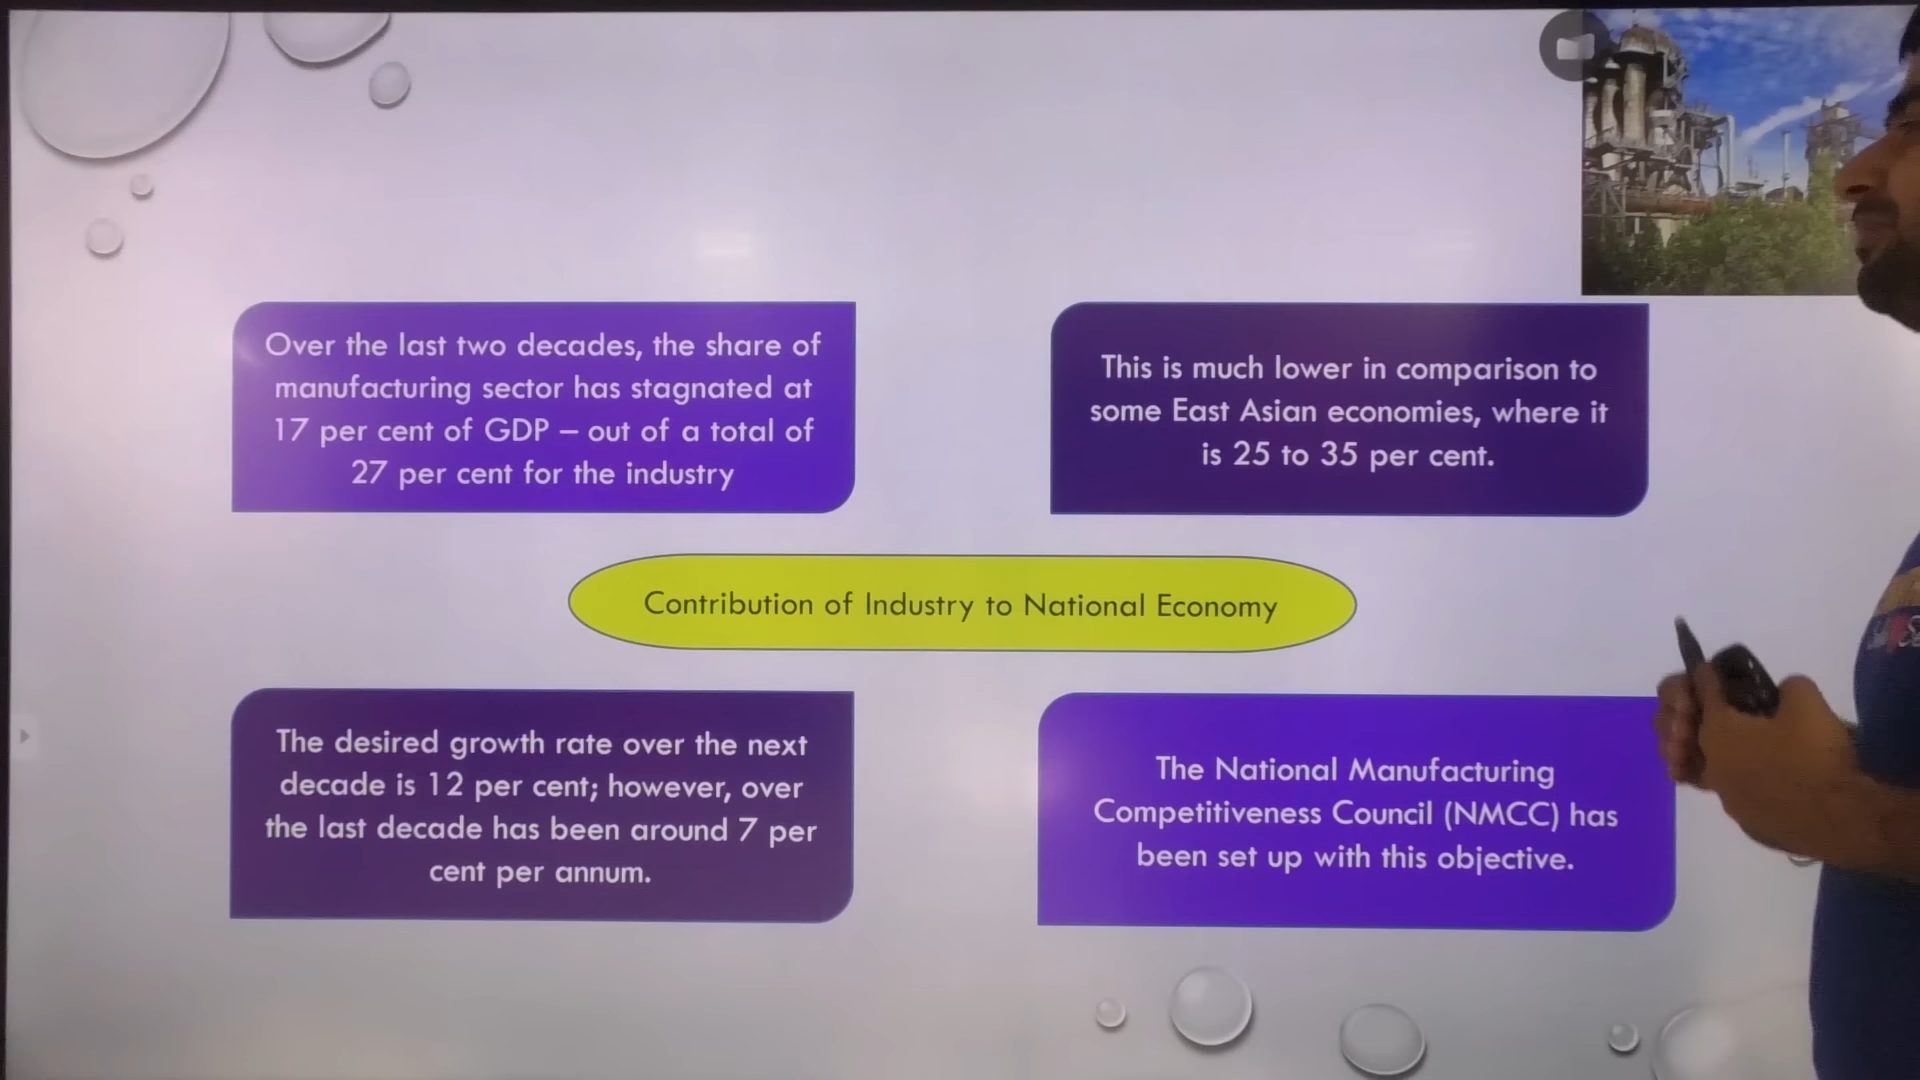 Over the last two decades, the share of
manufacturing sector has stagnated at
17 per cent of GDP – out of a total of
27 per cent for the industry
This is much lower in comparison to
some East Asian economies, where it
is 25 to 35 per cent.
Contribution of Industry to National Economy
The desired growth rate over the next
decade is 12 per cent; however, over
the last decade has been around 7 per
cent per annum.
The National Manufacturing
Competitiveness Council (NMCC) has
been set up with this objective.